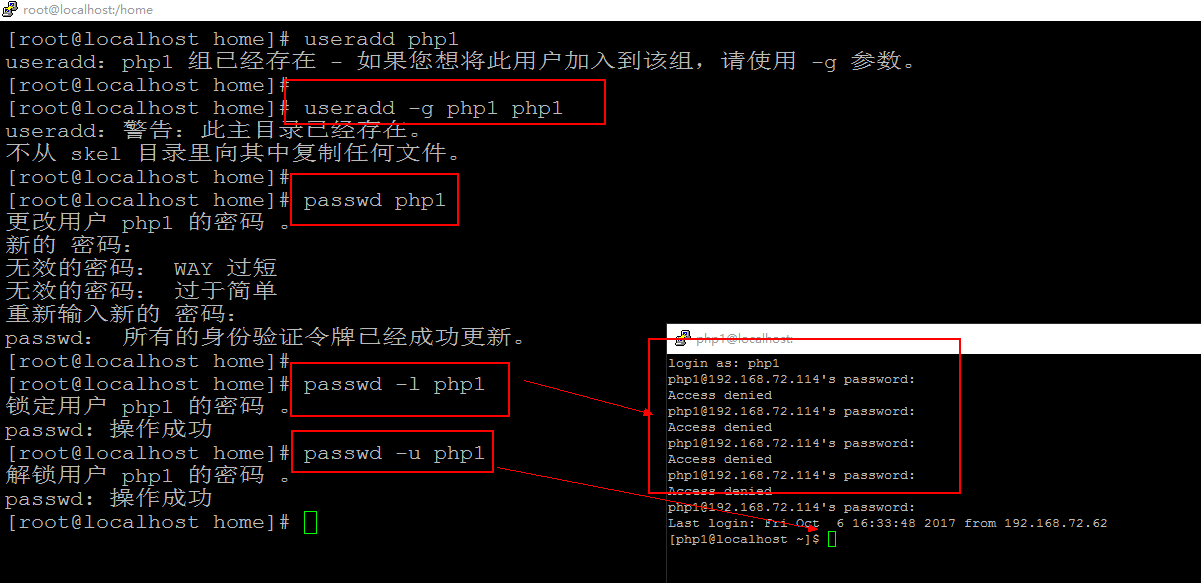 root@localhost:/home
[root@localhost home]# useradd php1
useradd：php1 组已经存在 - 如果您想将此用户加入到该组，请使用 -g 参数。
[root@localhost home]#
[root@localhost home]# useradd -g php1 php1
useradd：警告：此主目录已经存在。
不从 skel 目录里向其中复制任何文件。
[root@localhost home]#
[root@localhost home]# passwd php1
更改用户 php1 的密码 。
新的 密码：
无效的密码： WAY 过短
无效的密码： 过于简单
重新输入新的 密码：
passwd： 所有的身份验证令牌已经成功更新。
[root@localhost home]#
[root@localhost home]# passwd -l php1
锁定用户 php1 的密码 。
passwd: 操作成功
[root@localhost home]# passwd -u php1
解锁用户 php1 的密码 。
passwd: 操作成功
[root@localhost home]#
php1@localhost:
login as: php1
php1@192.168.72.114's password:
Access denied
php1@192.168.72.114's password:
Access denied
php1@192.168.72.114's password:
Access denied
php1@192.168.72.114's password:
Access denied
php1@192.168.72.114's password:
Last login: Fri Oct  6 16:33:48 2017 from 192.168.72.62
[php1@localhost ~]$